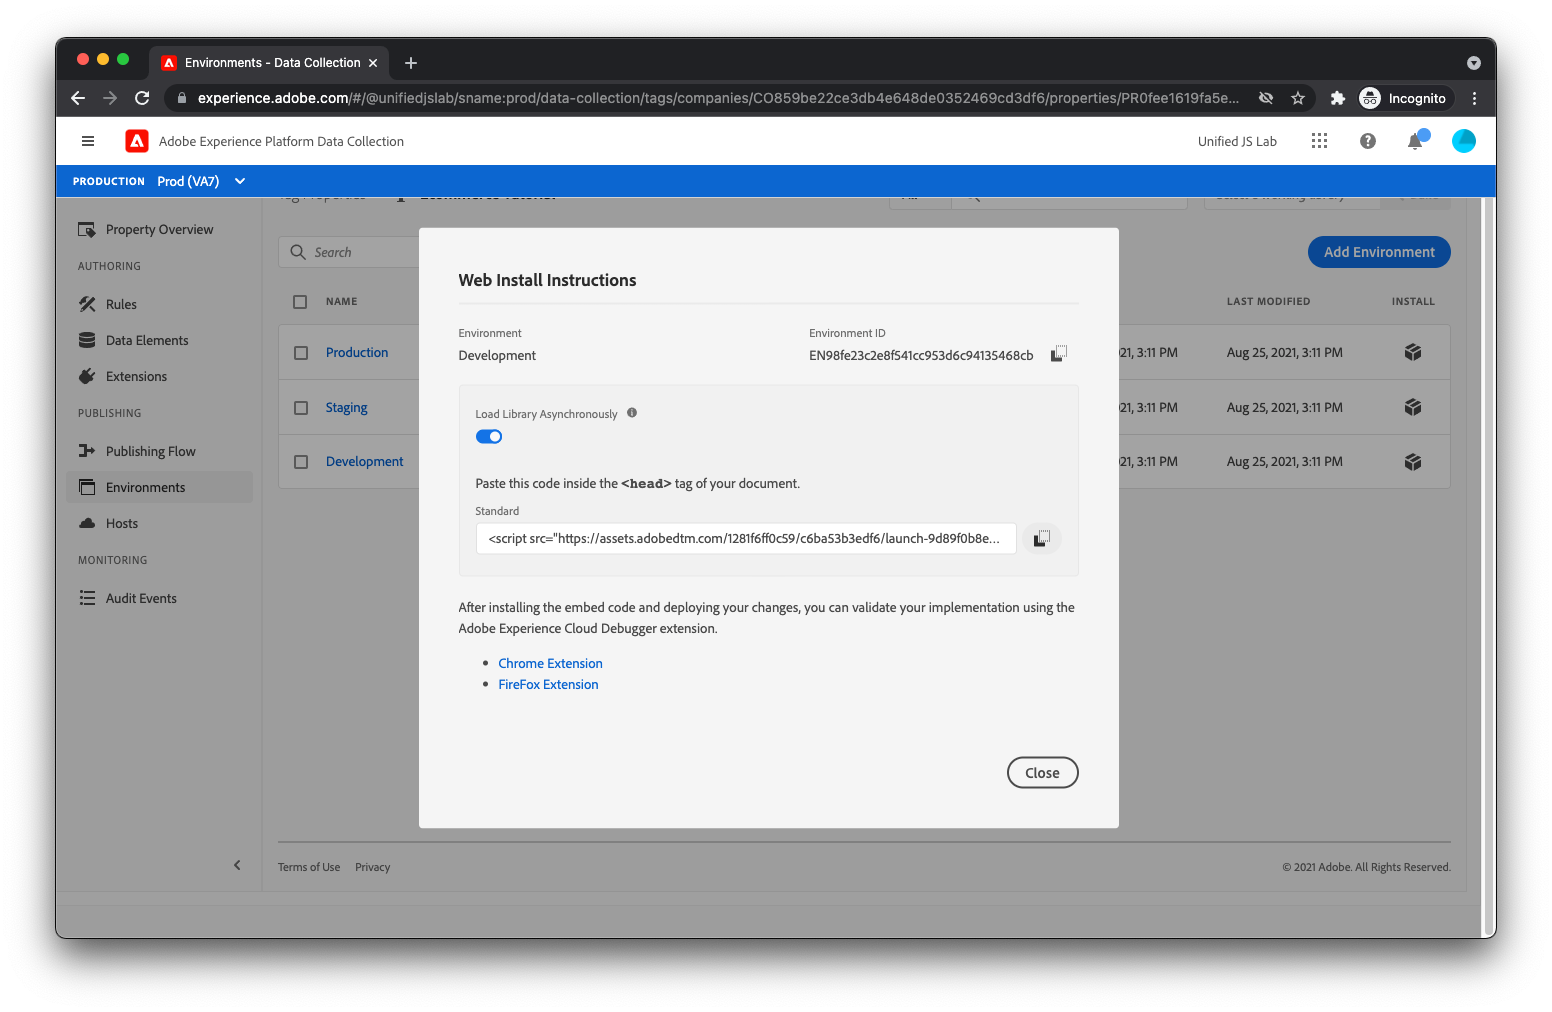 Environments - Data Collection
experience.adobe.com/#/@unifiedjslab/sname:prod/data-collection/tags/companies/CO859be22ce3db4e648de0352469cd3df6/properties/PR0fee1619fa5e...
Incognito
Adobe Experience Platform Data Collection
Unified JS Lab
PRODUCTION Prod (VA7)
Property Overview
AUTHORING
Rules
Data Elements
Extensions
PUBLISHING
Publishing Flow
Environments
Hosts
MONITORING
Audit Events
Search
Add Environment
NAME
LAST MODIFIED
INSTALL
Production
21, 3:11 PM
Aug 25, 2021, 3:11 PM
Staging
21, 3:11 PM
Aug 25, 2021, 3:11 PM
Development
21, 3:11 PM
Aug 25, 2021, 3:11 PM
Web Install Instructions
Environment
Development
Environment ID
EN98fe23c2e8f541cc953d6c94135468cb
Load Library Asynchronously
Paste this code inside the <head> tag of your document.
Standard
<script src="https://assets.adobedtm.com/1281f6ff0c59/c6ba53b3edf6/launch-9d89f0b8e...
After installing the embed code and deploying your changes, you can validate your implementation using the
Adobe Experience Cloud Debugger extension.
• Chrome Extension
• FireFox Extension
Close
Terms of Use Privacy
© 2021 Adobe. All Rights Reserved.